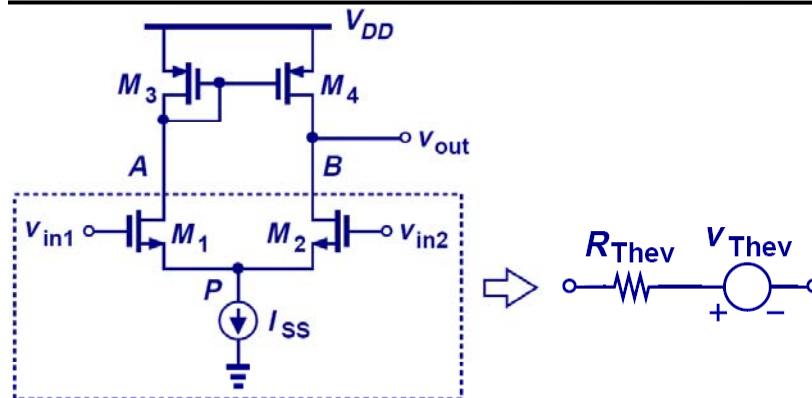 VDD
M3
M4
vout
A
B
vin1
M1
M2
vin2
P
ISS
RThev
vThev
+
−